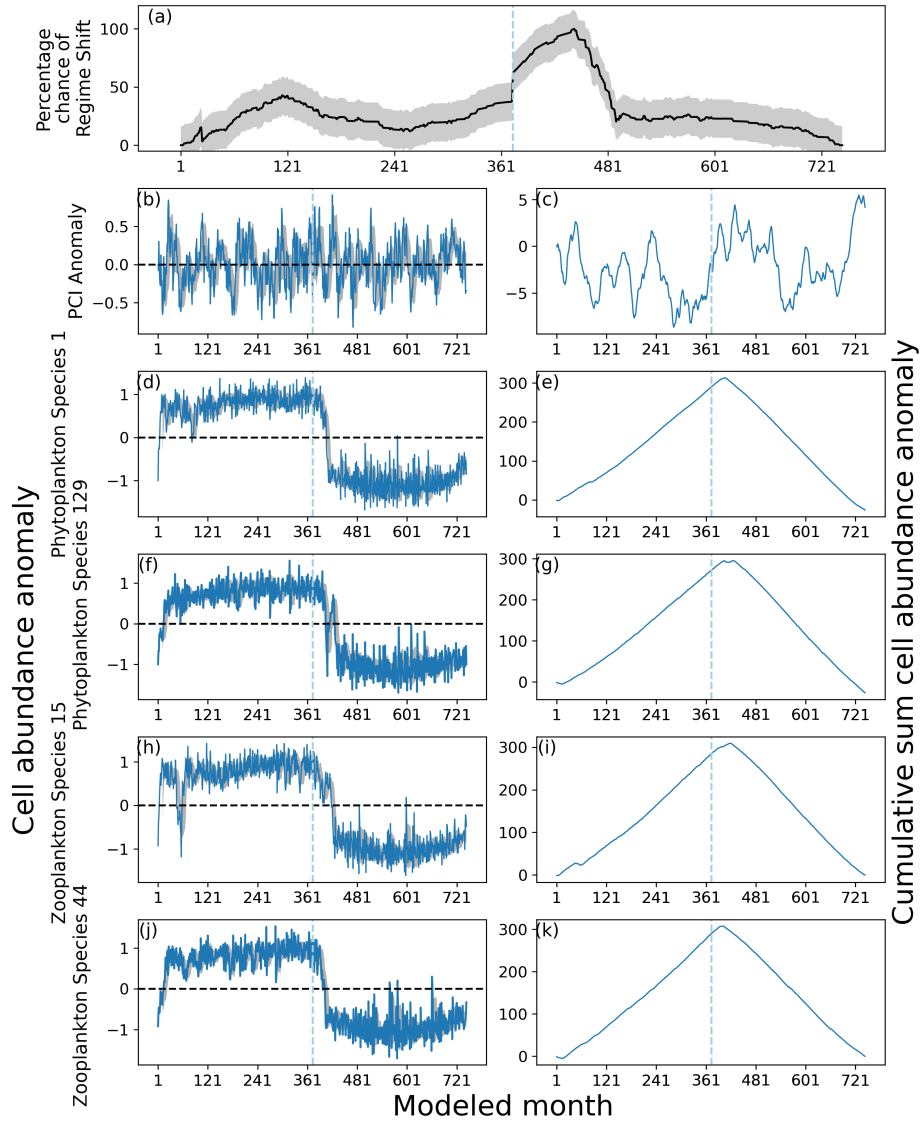 (a)
Percentage
chance of
Regime Shift
100
50
0
1 121 241 361 481 601 721
(b)
PCI Anomaly
0.5
0.0
−0.5
1 121 241 361 481 601 721
(c)
5
0
−5
1 121 241 361 481 601 721
(d)
Phytoplankton Species 1
1
0
−1
1 121 241 361 481 601 721
(e)
300
200
100
0
1 121 241 361 481 601 721
(f)
Phytoplankton Species 129
1
0
−1
1 121 241 361 481 601 721
(g)
300
200
100
0
1 121 241 361 481 601 721
(h)
Zooplankton Species 15
1
0
−1
1 121 241 361 481 601 721
(i)
300
200
100
0
1 121 241 361 481 601 721
(j)
Zooplankton Species 44
1
0
−1
1 121 241 361 481 601 721
(k)
300
200
100
0
1 121 241 361 481 601 721
Cell abundance anomaly
Cumulative sum cell abundance anomaly
Modeled month